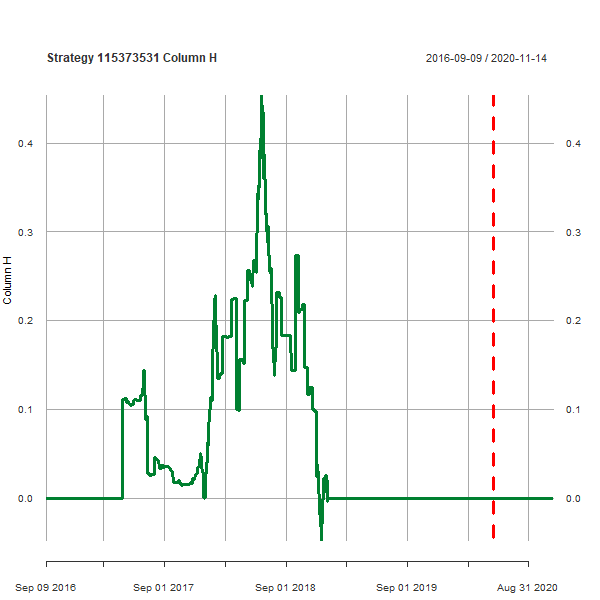 Strategy 115373531 Column H
2016-09-09 / 2020-11-14
Column H
0.4 0.4
0.3 0.3
0.2 0.2
0.1 0.1
0.0 0.0
Sep 09 2016 Sep 01 2017 Sep 01 2018 Sep 01 2019 Aug 31 2020